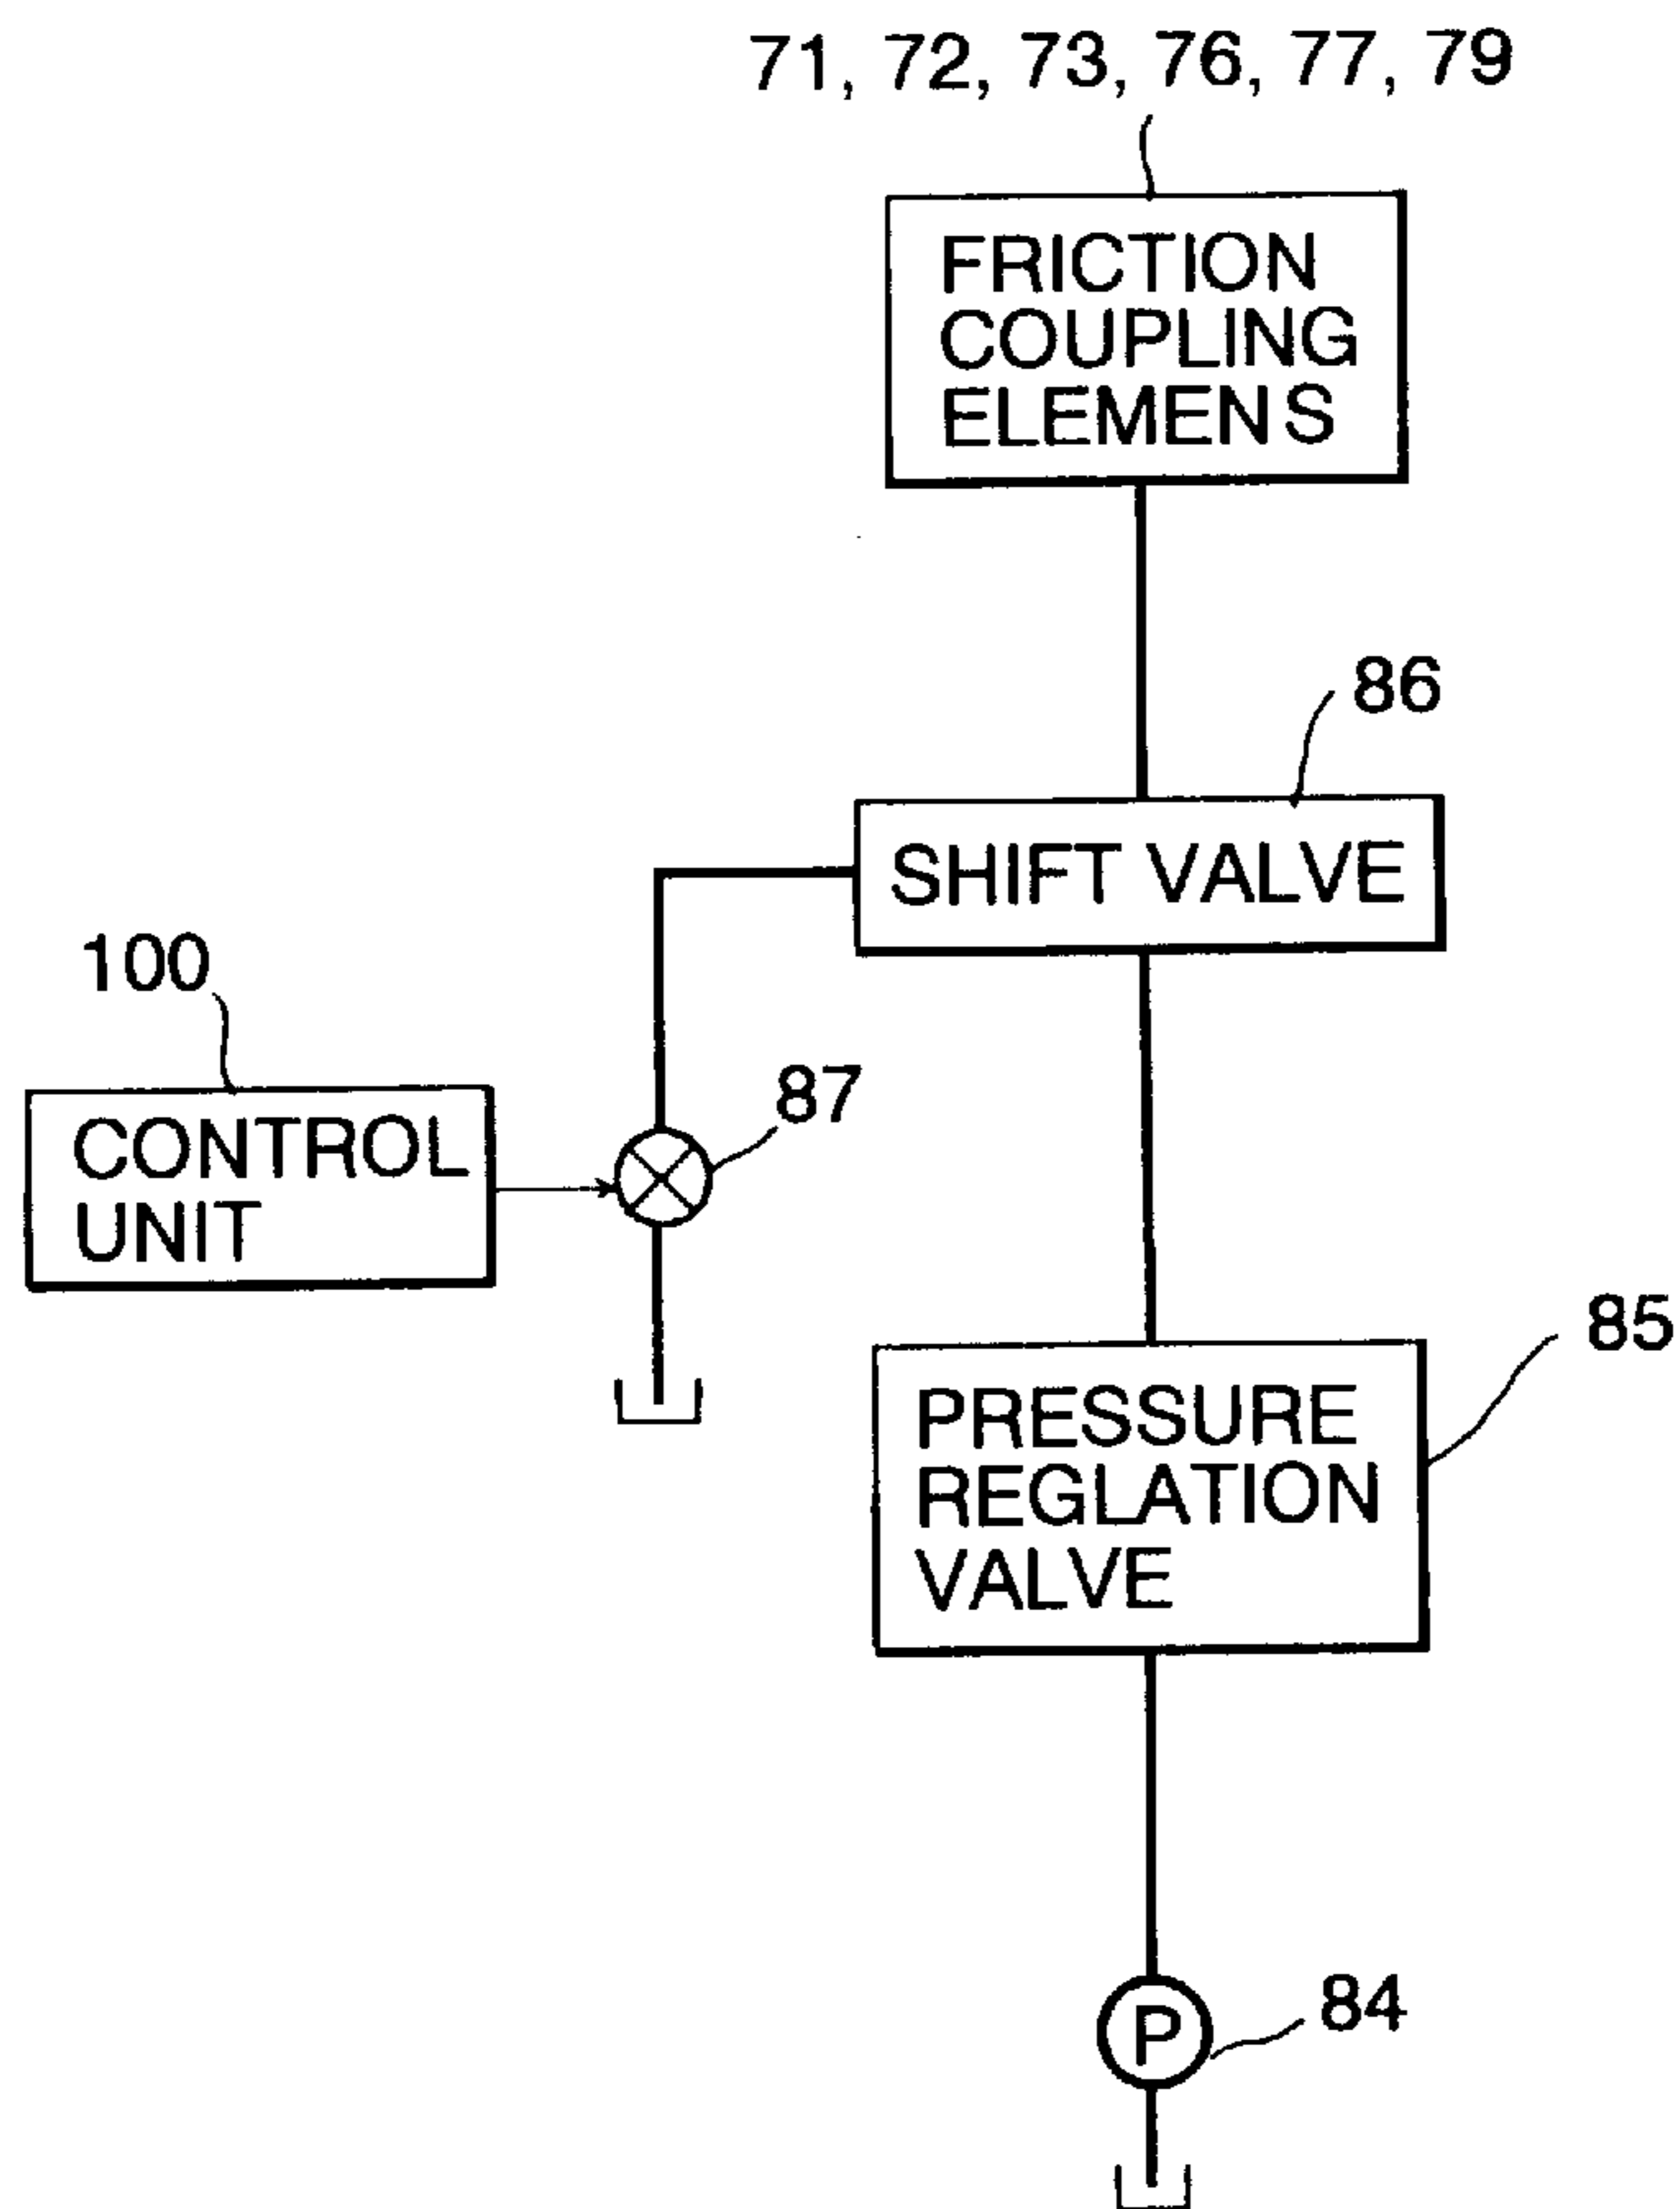 71, 72, 73, 76, 77, 79
FRICTION
COUPLING
ELEMENS
86
SHIFT VALVE
100
87
CONTROL
UNIT
85
PRESSURE
REGLATION
VALVE
84
P